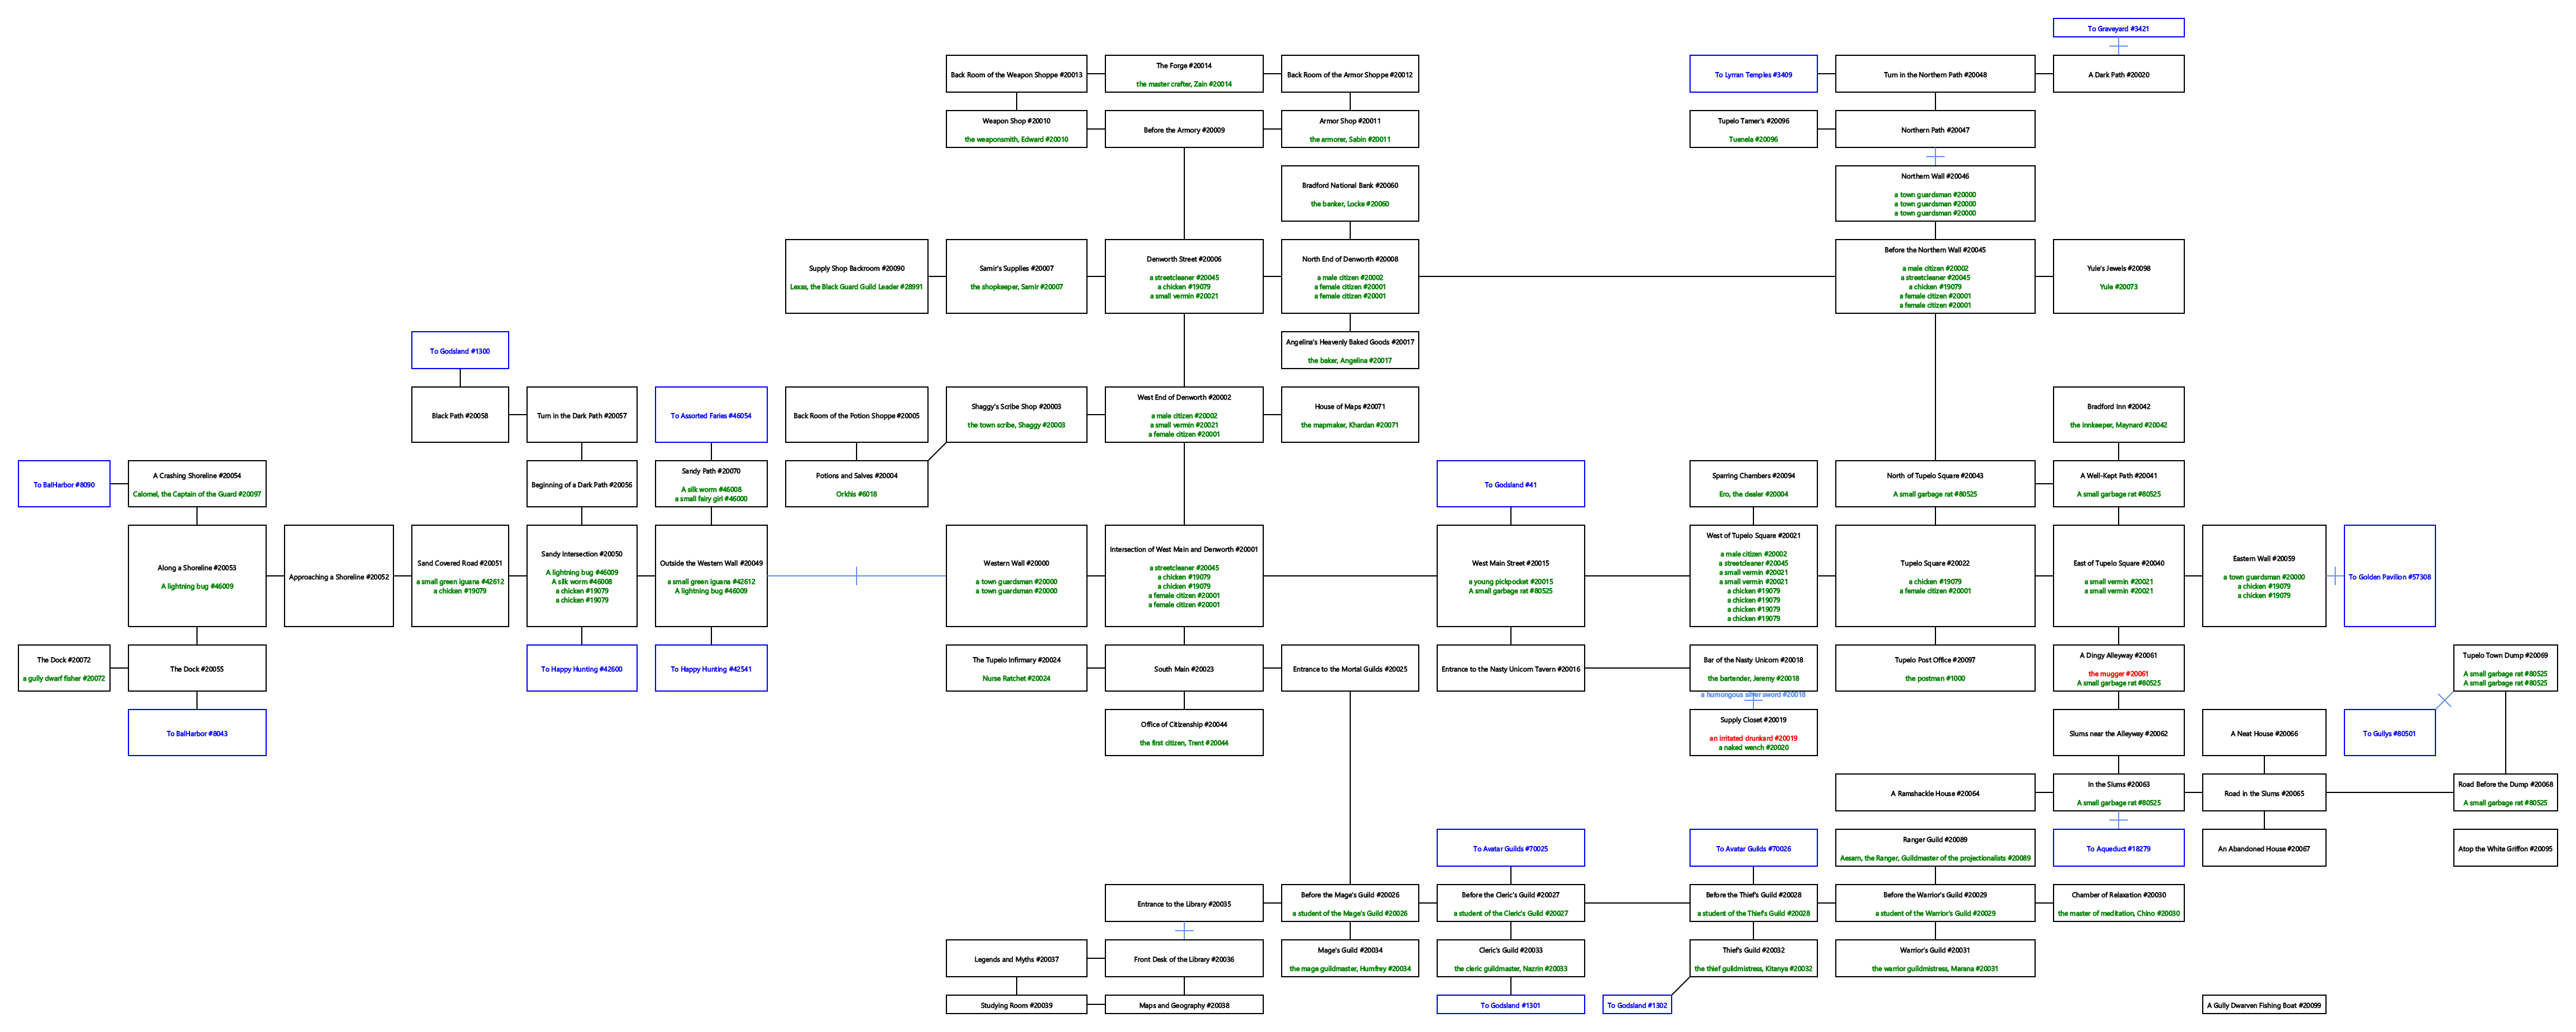 To Graveyard #3421
Back Room of the Weapon Shoppe #20013
The Forge #20014
the master crafter, Zain #20014
Back Room of the Armor Shoppe #20012
To Lyrran Temples #3409
Turn in the Northern Path #20048
A Dark Path #20020
Weapon Shop #20010
the weaponsmith, Edward #20010
Before the Armory #20009
Armor Shop #20011
the armorer, Sabin #20011
Tupelo Tamer's #20096
Tuenela #20096
Northern Path #20047
Bradford National Bank #20060
the banker, Locke #20060
Northern Wall #20046
a town guardsman #20000
a town guardsman #20000
a town guardsman #20000
Supply Shop Backroom #20090
Lexas, the Black Guard Guild Leader #28991
Samir's Supplies #20007
the shopkeeper, Samir #20007
Denworth Street #20006
a streetcleaner #20045
a chicken #19079
a small vermin #20021
North End of Denworth #20008
a male citizen #20002
a female citizen #20001
a female citizen #20001
Before the Northern Wall #20045
a male citizen #20002
a streetcleaner #20045
a chicken #19079
a female citizen #20001
a female citizen #20001
Yule's Jewels #20098
Yule #20073
To Godsland #1300
Angelina's Heavenly Baked Goods #20017
the baker, Angelina #20017
Black Path #20058
Turn in the Dark Path #20057
To Assorted Faries #46054
Back Room of the Potion Shoppe #20005
Shaggy's Scribe Shop #20003
the town scribe, Shaggy #20003
West End of Denworth #20002
a male citizen #20002
a small vermin #20021
a female citizen #20001
House of Maps #20071
the mapmaker, Khardan #20071
Bradford Inn #20042
the innkeeper, Maynard #20042
To BalHarbor #8090
A Crashing Shoreline #20054
Calomel, the Captain of the Guard #20097
Beginning of a Dark Path #20056
Sandy Path #20070
A silk worm #46008
a small fairy girl #46000
Potions and Salves #20004
Orkhis #6018
To Godsland #41
Sparring Chambers #20094
Ero, the dealer #20004
North of Tupelo Square #20043
A small garbage rat #80525
A Well-Kept Path #20041
A small garbage rat #80525
Along a Shoreline #20053
A lightning bug #46009
Approaching a Shoreline #20052
Sand Covered Road #20051
a small green iguana #42612
a chicken #19079
Sandy Intersection #20050
A lightning bug #46009
A silk worm #46008
a chicken #19079
a chicken #19079
Outside the Western Wall #20049
a small green iguana #42612
A lightning bug #46009
Western Wall #20000
a town guardsman #20000
a town guardsman #20000
Intersection of West Main and Denworth #20001
a streetcleaner #20045
a chicken #19079
a chicken #19079
a female citizen #20001
a female citizen #20001
West Main Street #20015
a young pickpocket #20015
A small garbage rat #80525
West of Tupelo Square #20021
a male citizen #20002
a streetcleaner #20045
a small vermin #20021
a small vermin #20021
a chicken #19079
a chicken #19079
a chicken #19079
a chicken #19079
Tupelo Square #20022
a chicken #19079
a female citizen #20001
East of Tupelo Square #20040
a small vermin #20021
a small vermin #20021
Eastern Wall #20059
a town guardsman #20000
a chicken #19079
a chicken #19079
To Golden Pavilion #57308
The Dock #20072
a gully dwarf fisher #20072
The Dock #20055
To Happy Hunting #42600
To Happy Hunting #42541
The Tupelo Infirmary #20024
Nurse Ratchet #20024
South Main #20023
Entrance to the Mortal Guilds #20025
Entrance to the Nasty Unicorn Tavern #20016
Bar of the Nasty Unicorn #20018
the bartender, Jeremy #20018
a humongous silver sword #20018
Tupelo Post Office #20097
the postman #1000
A Dingy Alleyway #20061
the mugger #20061
A small garbage rat #80525
Tupelo Town Dump #20069
A small garbage rat #80525
A small garbage rat #80525
To BalHarbor #8043
Office of Citizenship #20044
the first citizen, Trent #20044
Supply Closet #20019
an irritated drunkard #20019
a naked wench #20020
Slums near the Alleyway #20062
A Neat House #20066
To Gullys #80501
A Ramshackle House #20064
In the Slums #20063
A small garbage rat #80525
Road in the Slums #20065
Road Before the Dump #20068
A small garbage rat #80525
To Avatar Guilds #70025
To Avatar Guilds #70026
Ranger Guild #20089
Aesam, the Ranger, Guildmaster of the projectionalists #20089
To Aqueduct #18279
An Abandoned House #20067
Atop the White Griffon #20095
Entrance to the Library #20035
Before the Mage's Guild #20026
a student of the Mage's Guild #20026
Before the Cleric's Guild #20027
a student of the Cleric's Guild #20027
Before the Thief's Guild #20028
a student of the Thief's Guild #20028
Before the Warrior's Guild #20029
a student of the Warrior's Guild #20029
Chamber of Relaxation #20030
the master of meditation, Chino #20030
Legends and Myths #20037
Front Desk of the Library #20036
Mage's Guild #20034
the mage guildmaster, Humfrey #20034
Cleric's Guild #20033
the cleric guildmaster, Nazrin #20033
Thief's Guild #20032
the thief guildmistress, Kitanya #20032
Warrior's Guild #20031
the warrior guildmistress, Marana #20031
Studying Room #20039
Maps and Geography #20038
To Godsland #1301
To Godsland #1302
A Gully Dwarven Fishing Boat #20099